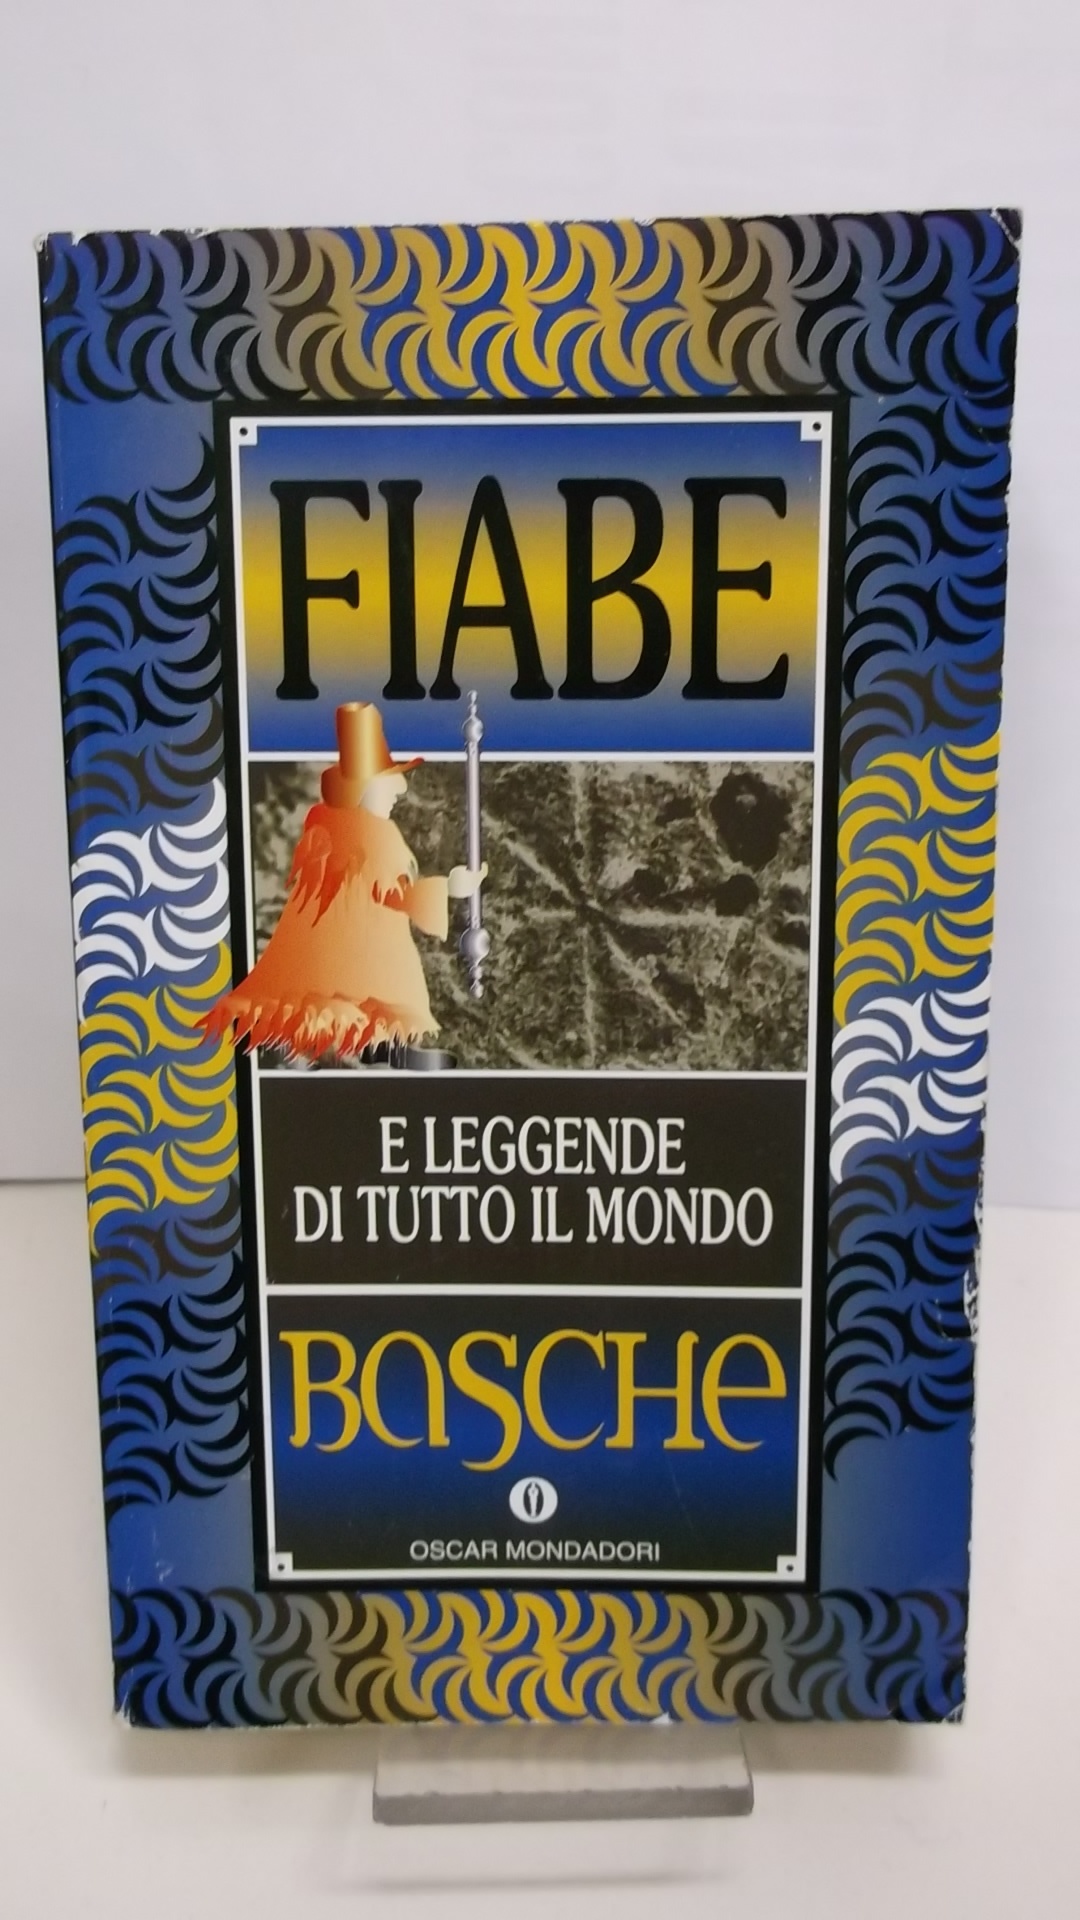 FIABE
E LEGGENDE
DI TUTTO IL MONDO
BASCHE
OSCAR MONDADORI